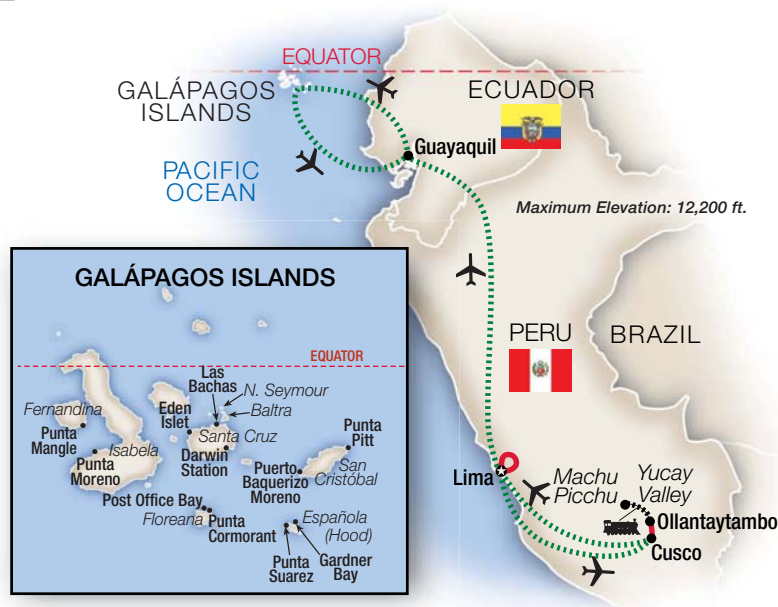 EQUATOR
GALÁPAGOS
ISLANDS
ECUADOR
Guayaquil
PACIFIC
OCEAN
Maximum Elevation: 12,200 ft.
PERU
BRAZIL
Lima
Machu
Picchu
Yucay
Valley
Ollantaytambo
Cusco
GALÁPAGOS ISLANDS
EQUATOR
Las
Bachas
N. Seymour
Baltra
Fernandina
Eden
Islet
Punta
Mangle
Isabela
Santa Cruz
Punta
Pitt
Punta
Moreno
Darwin
Station
Puerto
Baquerizo
Moreno
San
Cristóbal
Post Office Bay
Floreana
Punta
Cormorant
Española
(Hood)
Punta
Suarez
Gardner
Bay